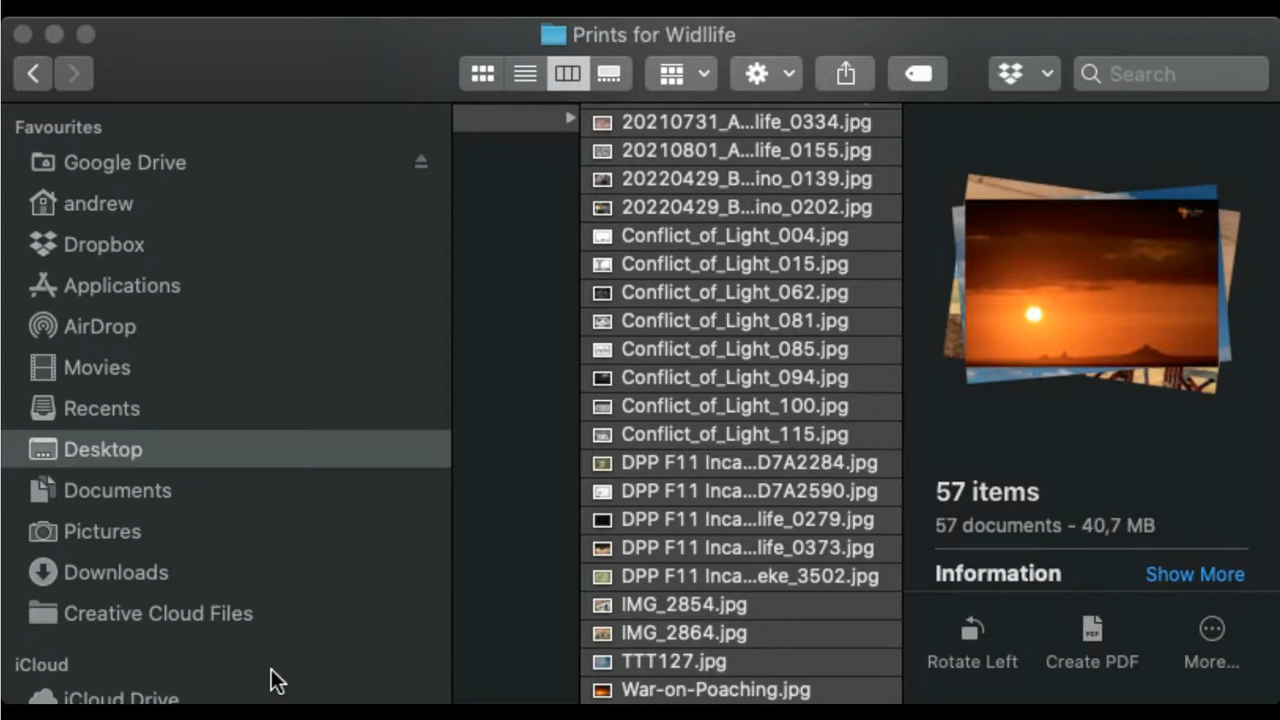 Prints for Widllife
Search
Favourites
Google Drive
andrew
Dropbox
Applications
AirDrop
Movies
Recents
Desktop
Documents
Pictures
Downloads
Creative Cloud Files
iCloud
iCloud Drive
20210731_A...life_0334.jpg
20210801_A...life_0155.jpg
20220429_B...ino_0139.jpg
20220429_B...ino_0202.jpg
Conflict_of_Light_004.jpg
Conflict_of_Light_015.jpg
Conflict_of_Light_062.jpg
Conflict_of_Light_081.jpg
Conflict_of_Light_085.jpg
Conflict_of_Light_094.jpg
Conflict_of_Light_100.jpg
Conflict_of_Light_115.jpg
DPP F11 Inca...D7A2284.jpg
DPP F11 Inca...D7A2590.jpg
DPP F11 Inca...life_0279.jpg
DPP F11 Inca...life_0373.jpg
DPP F11 Inca...eke_3502.jpg
IMG_2854.jpg
IMG_2864.jpg
TTT127.jpg
War-on-Poaching.jpg
57 items
57 documents - 40,7 MB
Information Show More
Rotate Left
PDF
Create PDF
More...